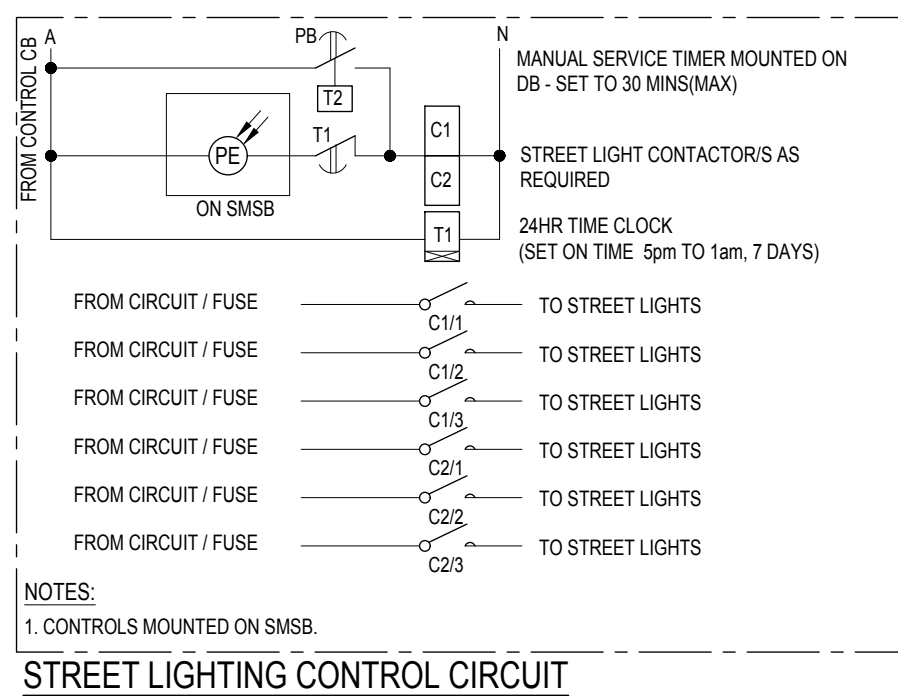 A
PB
N
FROM CONTROL CB
MANUAL SERVICE TIMER MOUNTED ON
DB - SET TO 30 MINS(MAX)
T2
T1
C1
PE
STREET LIGHT CONTACTOR/S AS
REQUIRED
C2
ON SMSB
T1
24HR TIME CLOCK
(SET ON TIME 5pm TO 1am, 7 DAYS)
FROM CIRCUIT / FUSE
C1/1
TO STREET LIGHTS
FROM CIRCUIT / FUSE
C1/2
TO STREET LIGHTS
FROM CIRCUIT / FUSE
C1/3
TO STREET LIGHTS
FROM CIRCUIT / FUSE
C2/1
TO STREET LIGHTS
FROM CIRCUIT / FUSE
C2/2
TO STREET LIGHTS
FROM CIRCUIT / FUSE
C2/3
TO STREET LIGHTS
NOTES:
1. CONTROLS MOUNTED ON SMSB.
STREET LIGHTING CONTROL CIRCUIT